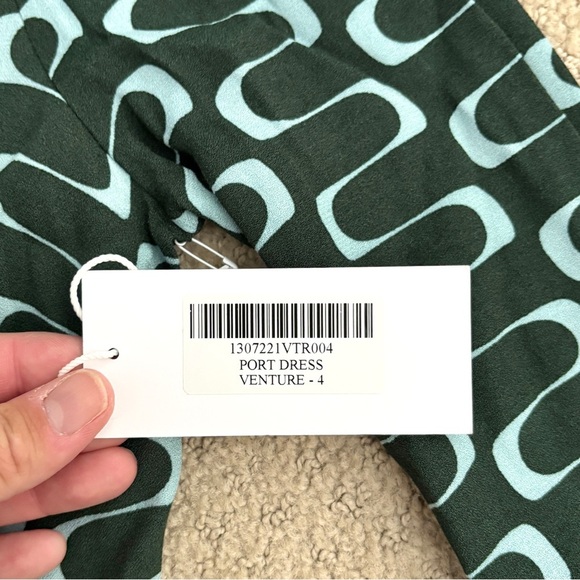 1307221VTR004
PORT DRESS
VENTURE - 4